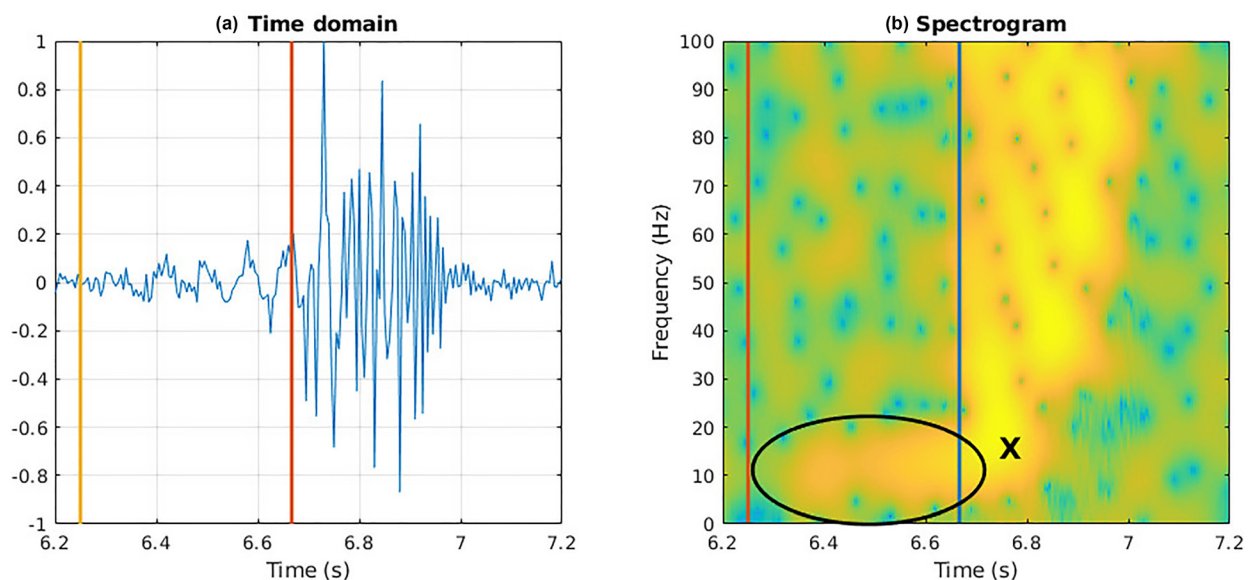 (a) Time domain
1
0.8
0.6
0.4
0.2
0
-0.2
-0.4
-0.6
-0.8
-1
6.2 6.4 6.6 6.8 7 7.2
Time (s)
(b) Spectrogram
Frequency (Hz)
100
90
80
70
60
50
40
30
20
10
0
X
6.2 6.4 6.6 6.8 7 7.2
Time (s)